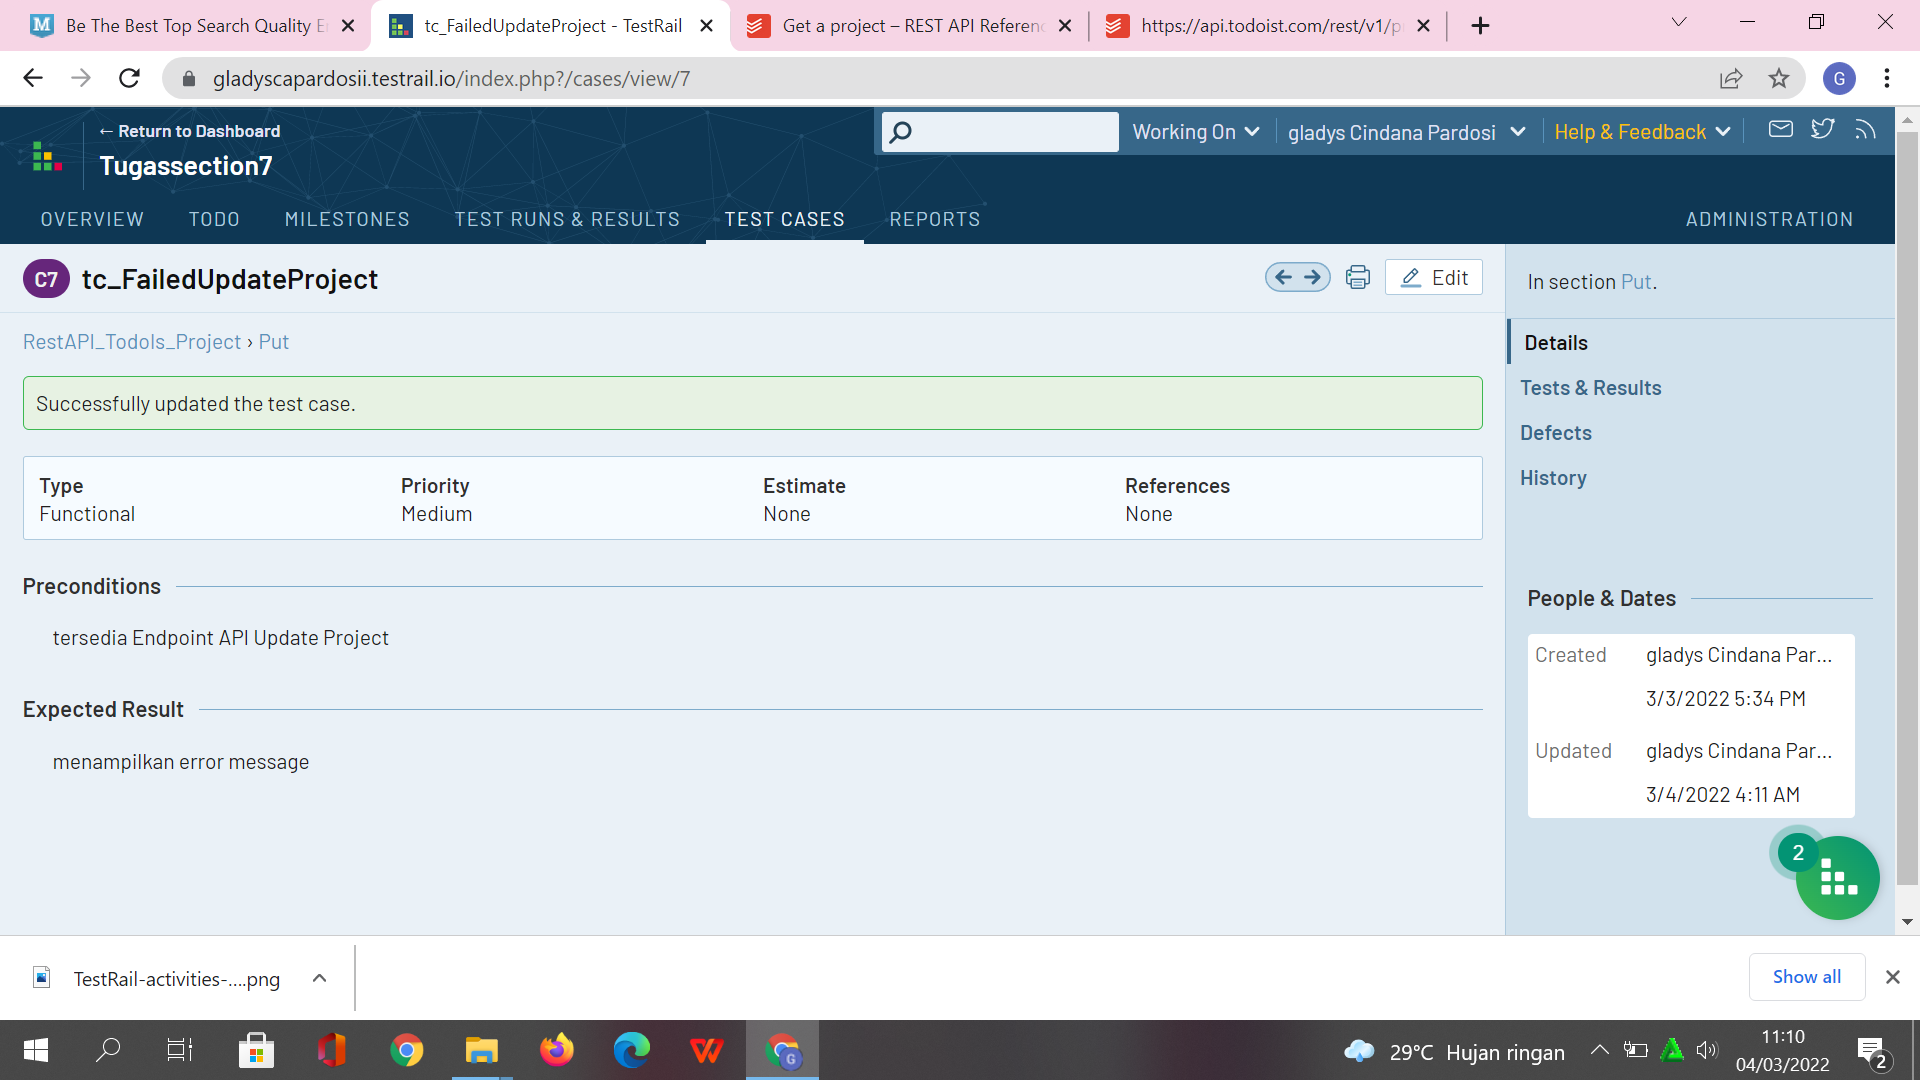 Be The Best Top Search Quality E
tc_FailedUpdateProject - TestRail
Get a project – REST API Referenc
https://api.todoist.com/rest/v1/p
gladyscapardosii.testrail.io/index.php?/cases/view/7
G
← Return to Dashboard
Tugassection7
Working On
gladys Cindana Pardosi
Help & Feedback
OVERVIEW
TODO
MILESTONES
TEST RUNS & RESULTS
TEST CASES
REPORTS
ADMINISTRATION
C7
tc_FailedUpdateProject
Edit
RestAPI_TodoIs_Project › Put
Successfully updated the test case.
Type
Priority
Estimate
References
Functional
Medium
None
None
Preconditions
tersedia Endpoint API Update Project
Expected Result
menampilkan error message
In section Put.
Details
Tests & Results
Defects
History
People & Dates
Created
gladys Cindana Par...
3/3/2022 5:34 PM
Updated
gladys Cindana Par...
3/4/2022 4:11 AM
2
TestRail-activities-....png
Show all
G
29°C Hujan ringan
11:10
04/03/2022
2